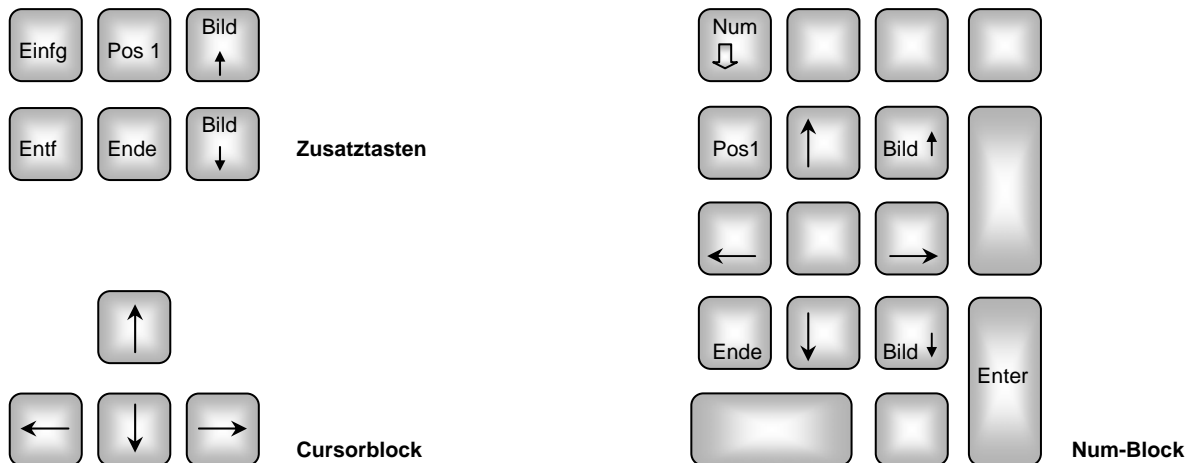 Einfg
Pos 1
Bild
Entf
Ende
Bild
Zusatztasten
Cursorblock
Num
Pos1
Bild
Ende
Bild
Enter
Num-Block